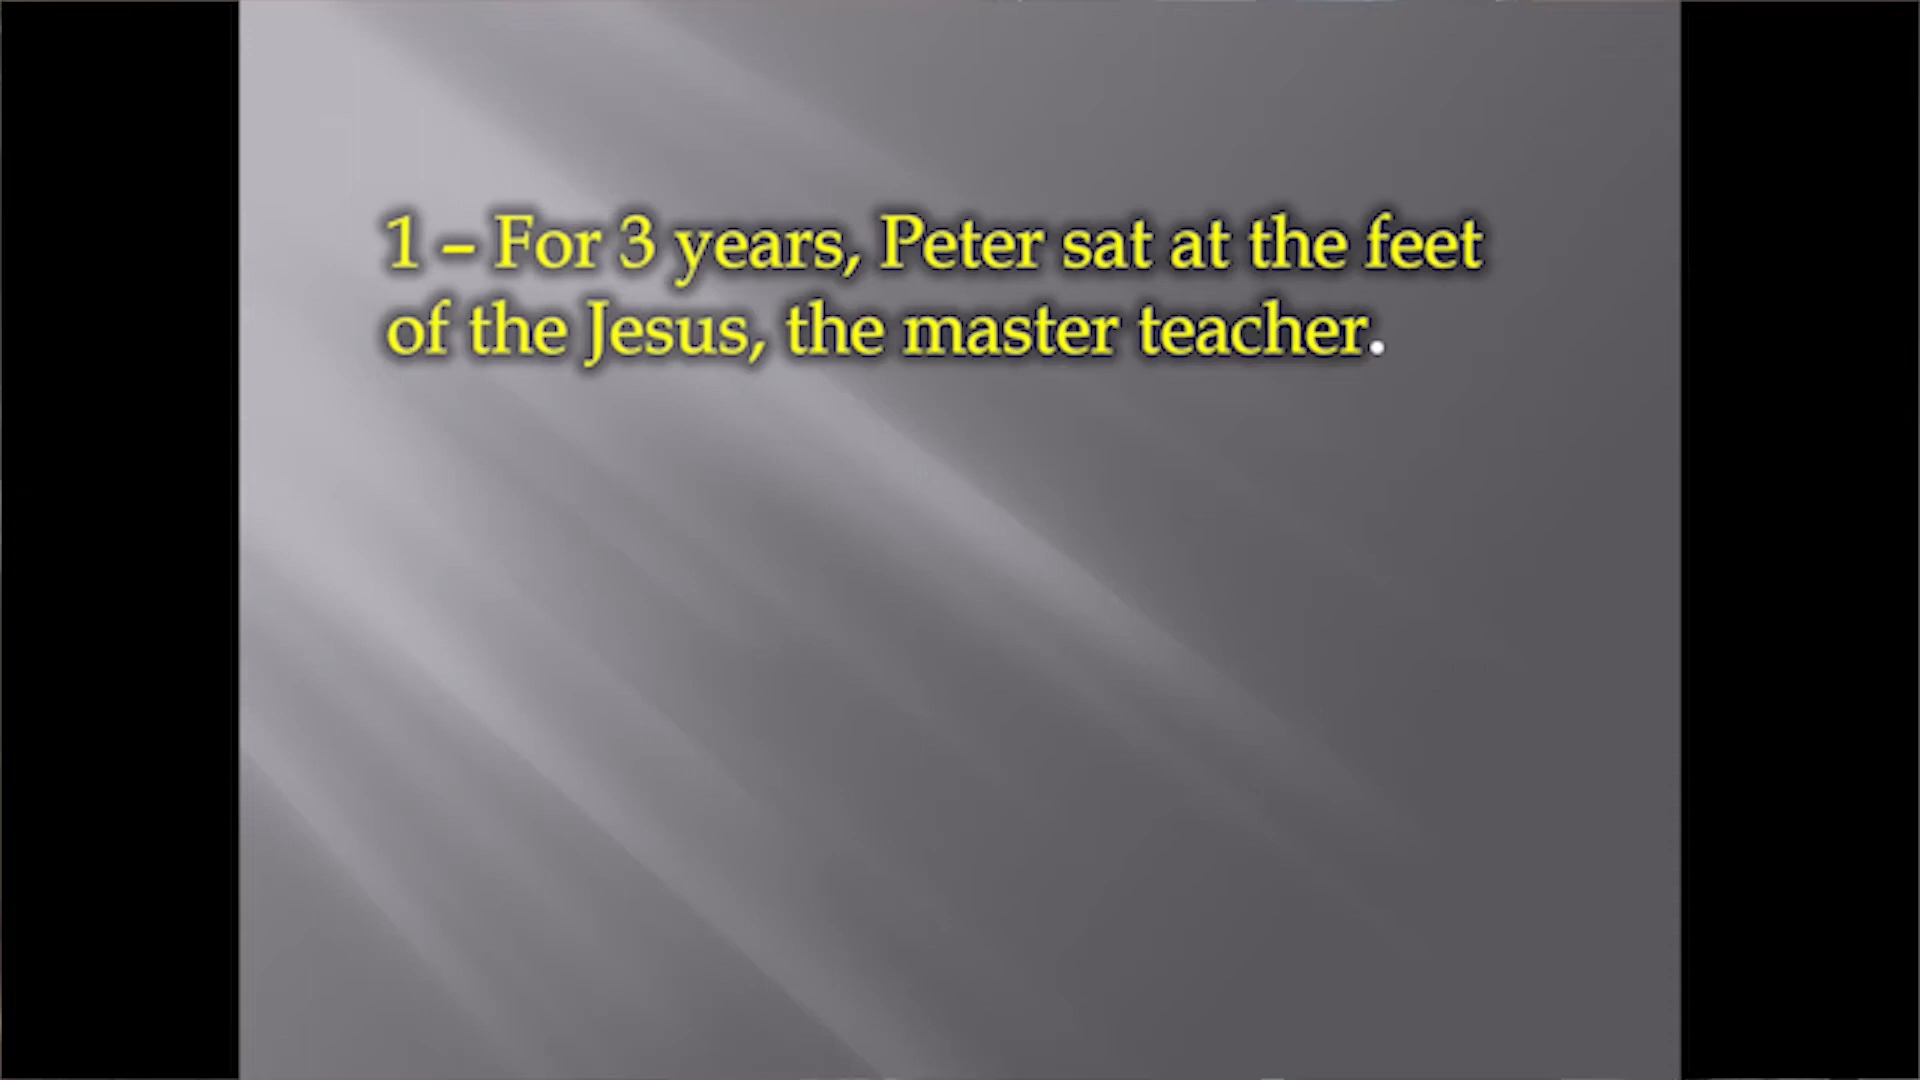 1 – For 3 years, Peter sat at the feet
of the Jesus, the master teacher.